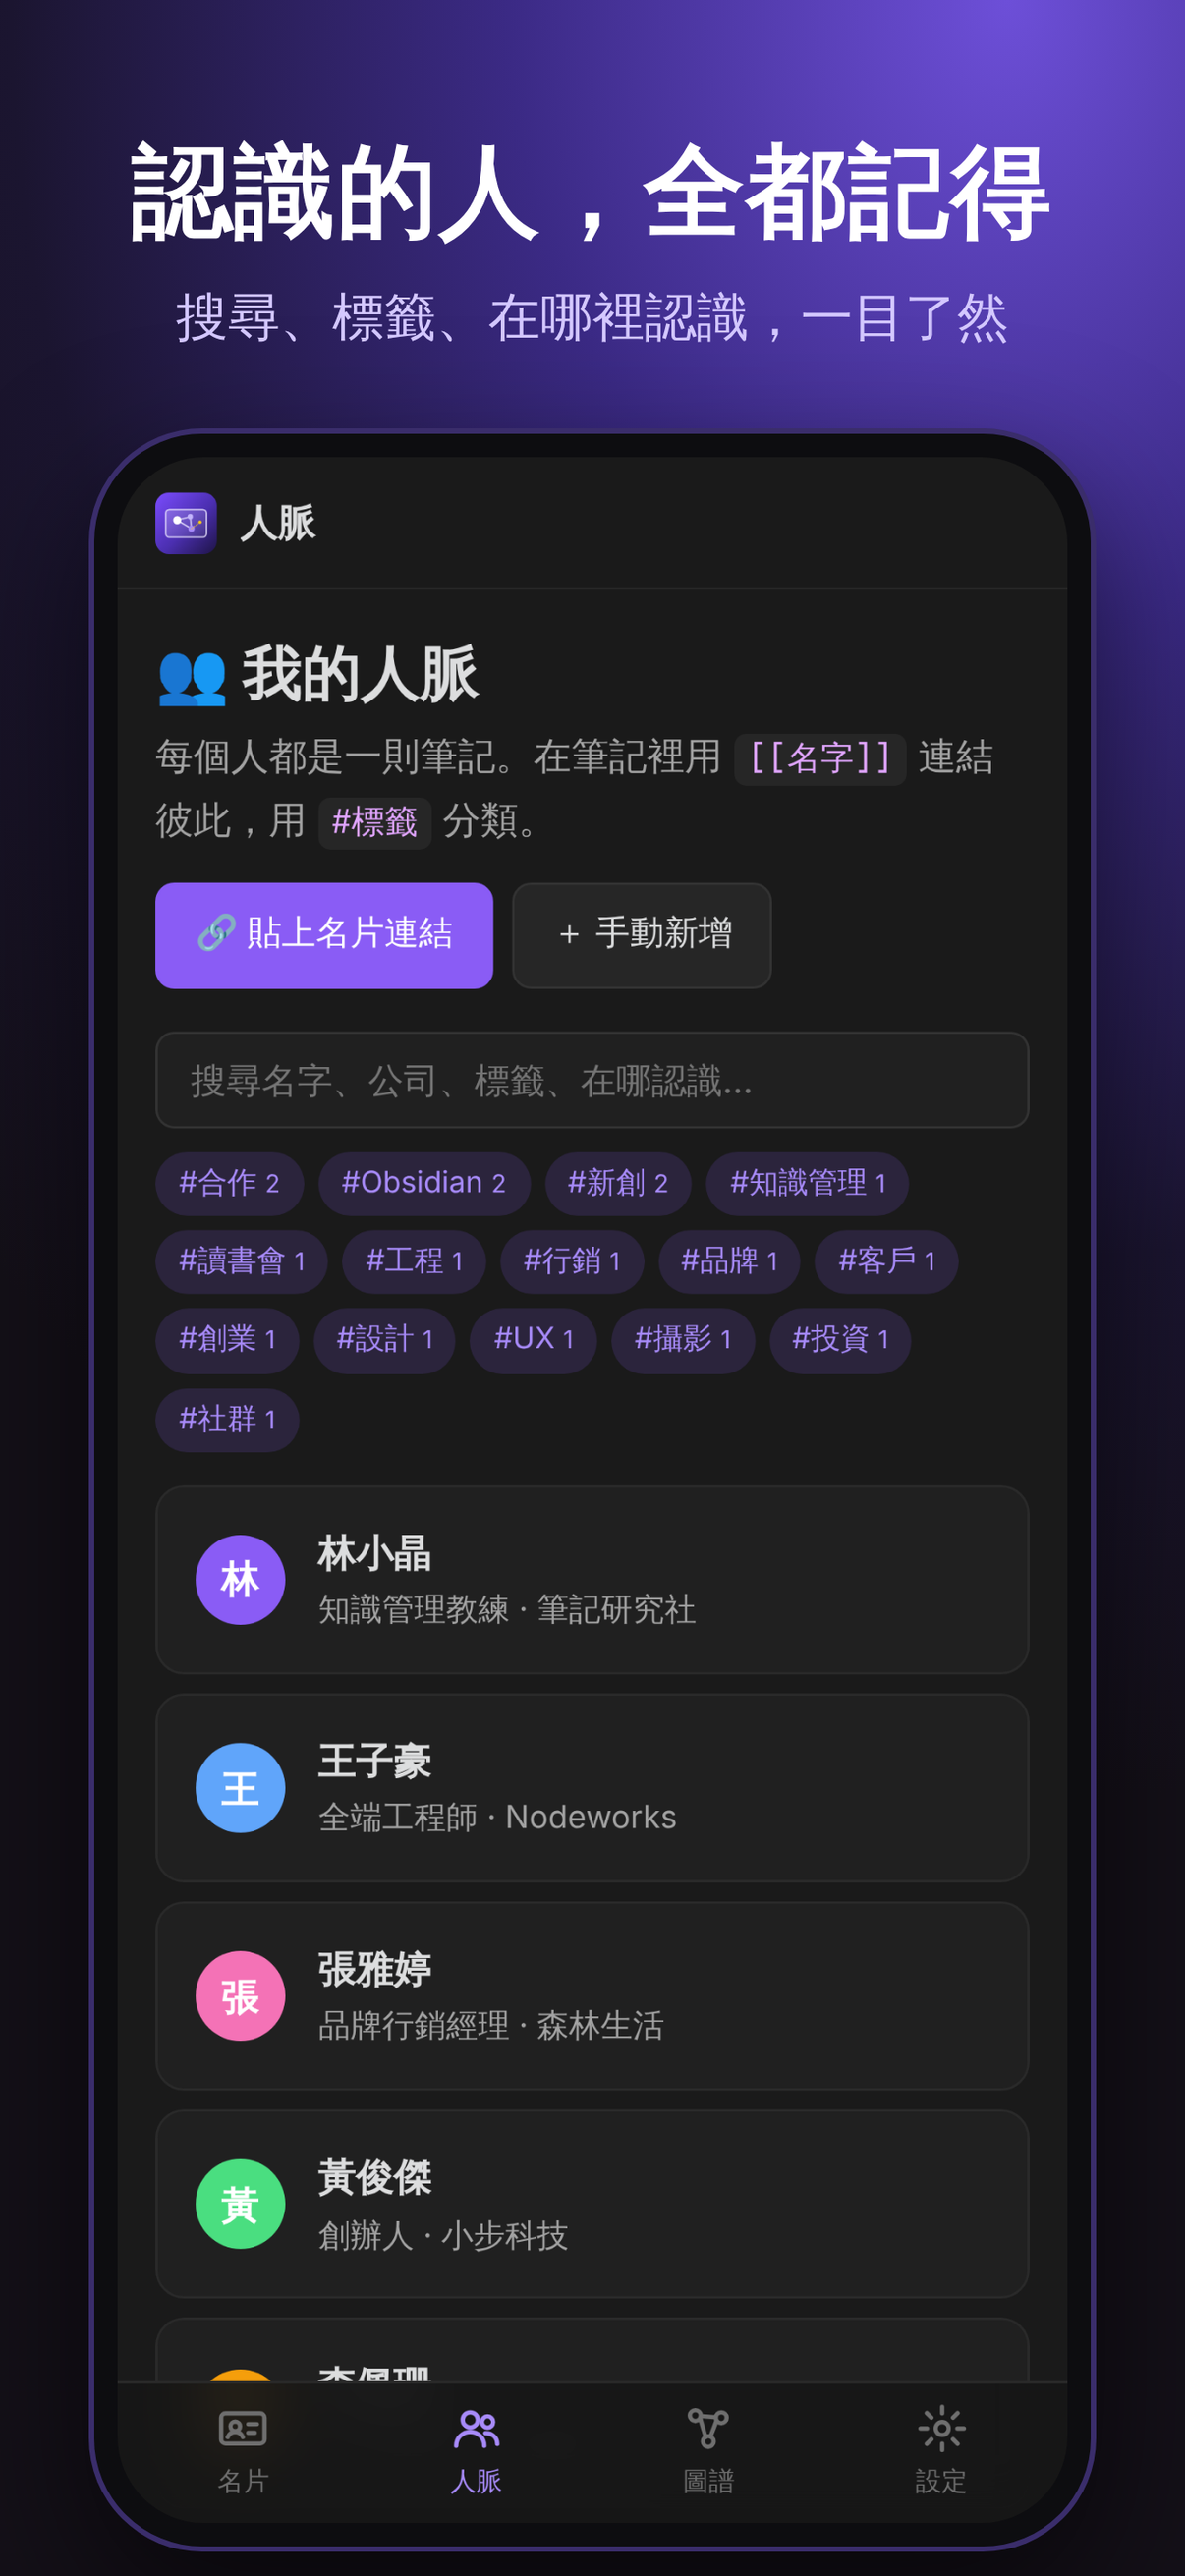 認識的人，全都記得
搜尋、標籤、在哪裡認識，一目了然
人脈
👥 我的人脈
每個人都是一則筆記。在筆記裡用 [[名字]] 連結
彼此，用 #標籤 分類。
🔗 貼上名片連結 ＋ 手動新增
搜尋名字、公司、標籤、在哪認識...
#合作 2 #Obsidian 2 #新創 2 #知識管理 1
#讀書會 1 #工程 1 #行銷 1 #品牌 1 #客戶 1
#創業 1 #設計 1 #UX 1 #攝影 1 #投資 1
#社群 1
林
林小晶
知識管理教練 · 筆記研究社
王
王子豪
全端工程師 · Nodeworks
張
張雅婷
品牌行銷經理 · 森林生活
黃
黃俊傑
創辦人 · 小步科技
名片 人脈 圖譜 設定